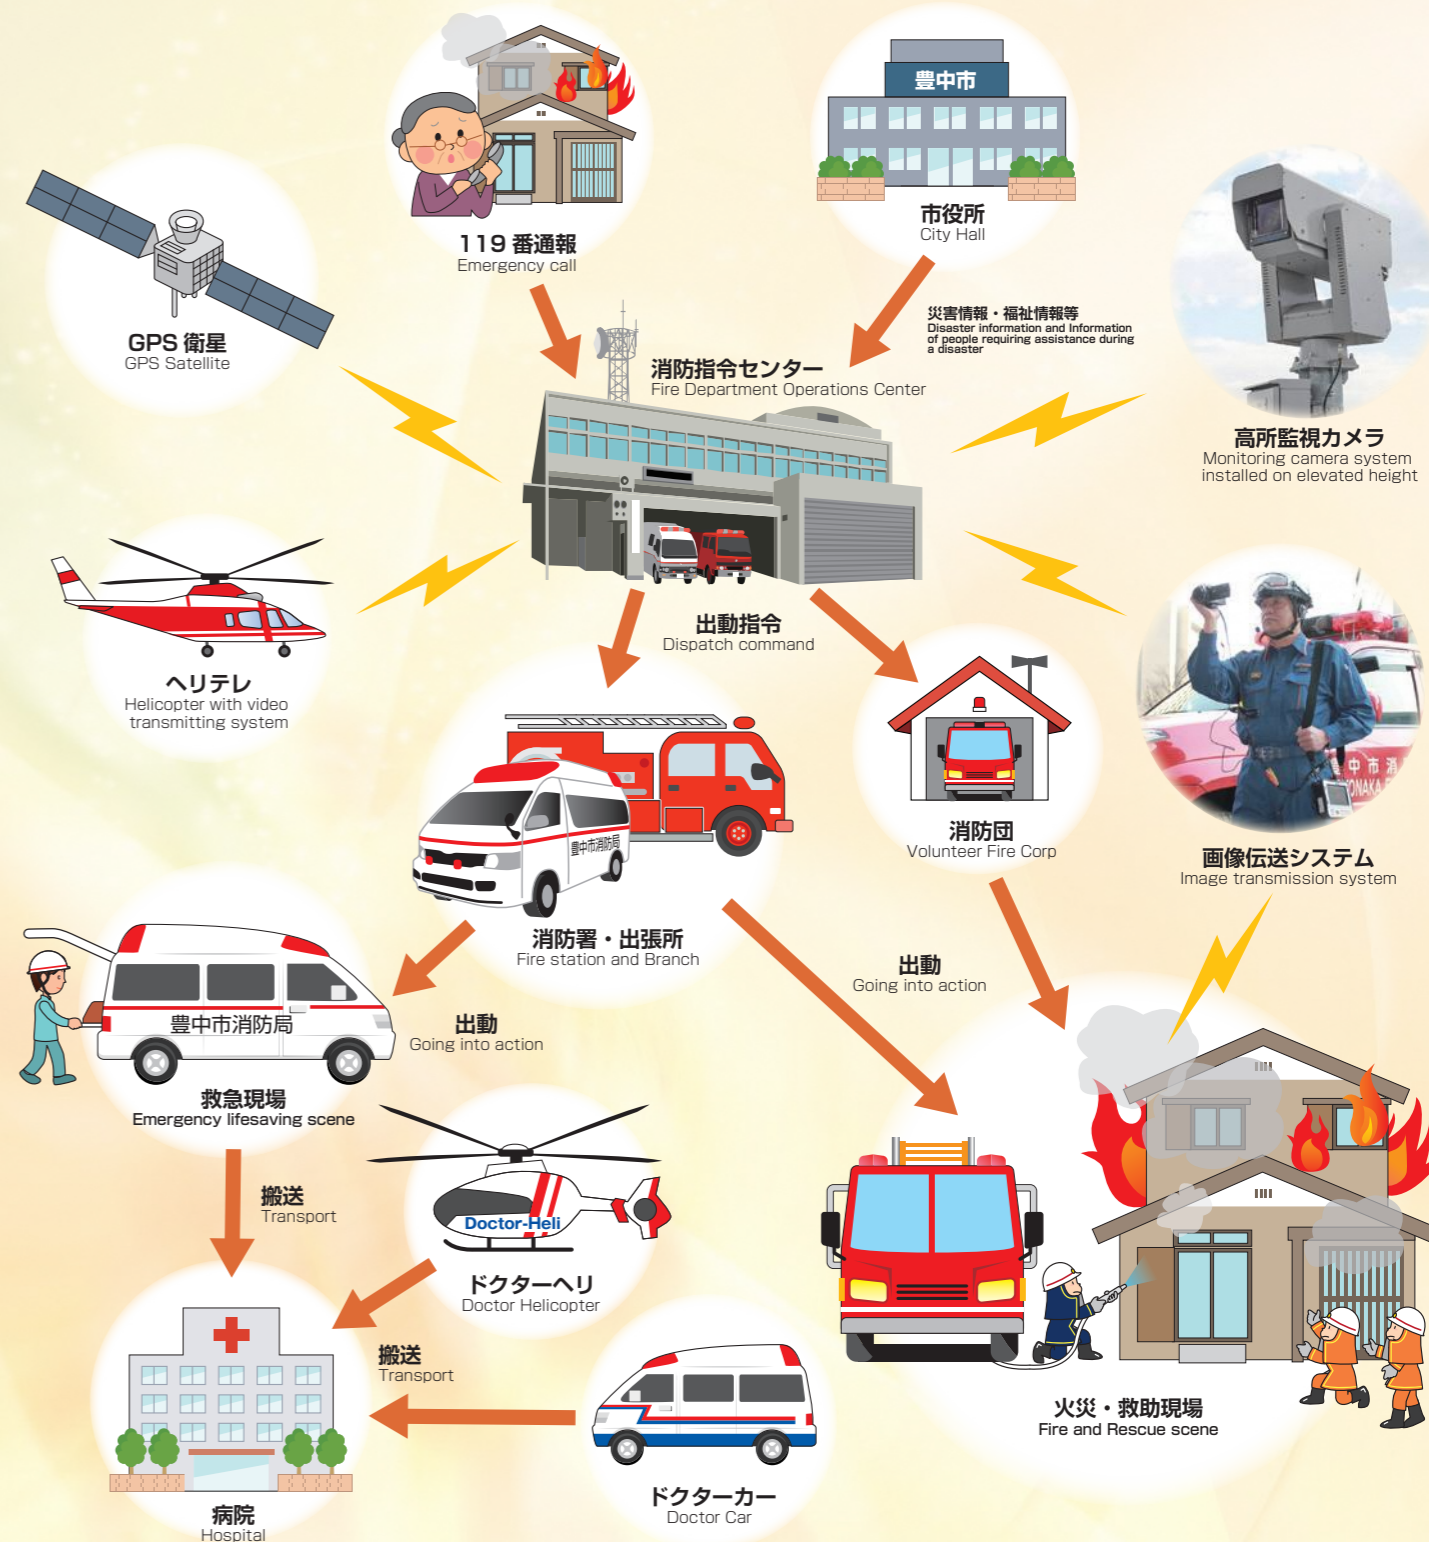 豊中市
119 番通報
Emergency call
市役所
City Hall
GPS 衛星
GPS Satellite
災害情報・福祉情報等
Disaster information and Information
of people requiring assistance during
a disaster
消防指令センター
Fire Department Operations Center
高所監視カメラ
Monitoring camera system
installed on elevated height
ヘリテレ
Helicopter with video
transmitting system
出動指令
Dispatch command
豊中市消防局
消防署・出張所
Fire station and Branch
消防団
Volunteer Fire Corp
豊中市消
YONAKA F
画像伝送システム
Image transmission system
豊中市消防局
出動
Going into action
出動
Going into action
救急現場
Emergency lifesaving scene
搬送
Transport
Doctor-Heli
ドクターヘリ
Doctor Helicopter
搬送
Transport
病院
Hospital
ドクターカー
Doctor Car
火災・救助現場
Fire and Rescue scene